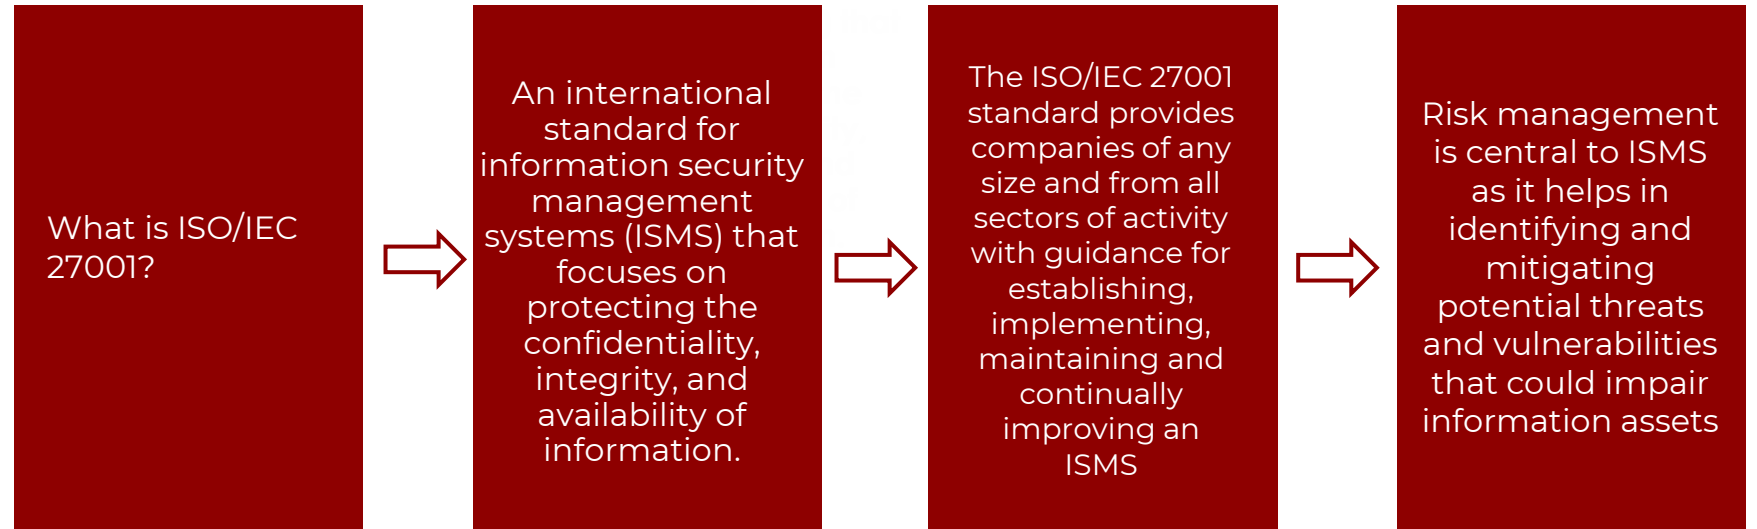 What is ISO/IEC
27001?
An international
standard for
information security
management
systems (ISMS) that
focuses on
protecting the
confidentiality,
integrity, and
availability of
information.
The ISO/IEC 27001
standard provides
companies of any
size and from all
sectors of activity
with guidance for
establishing,
implementing,
maintaining and
continually
improving an
ISMS
Risk management
is central to ISMS
as it helps in
identifying and
mitigating
potential threats
and vulnerabilities
that could impair
information assets